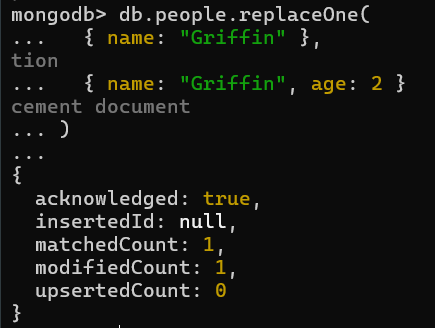 mongodb> db.people.replaceOne(
...   { name: "Griffin" },
tion
...   { name: "Griffin", age: 2 }
cement document
... )
...
{
  acknowledged: true,
  insertedId: null,
  matchedCount: 1,
  modifiedCount: 1,
  upsertedCount: 0
}